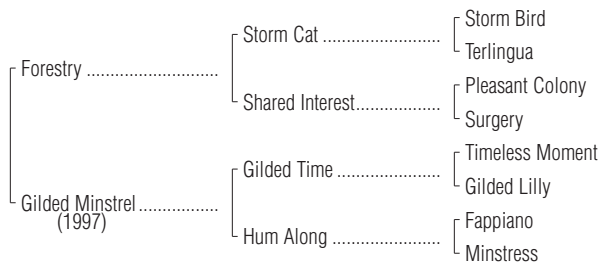 Storm Bird
Storm Cat ........................
Terlingua
Forestry ...........................
Pleasant Colony
Shared Interest.................
Surgery
Timeless Moment
Gilded Time .....................
Gilded Lilly
Gilded Minstrel ................
(1997)
Fappiano
Hum Along ......................
Minstress